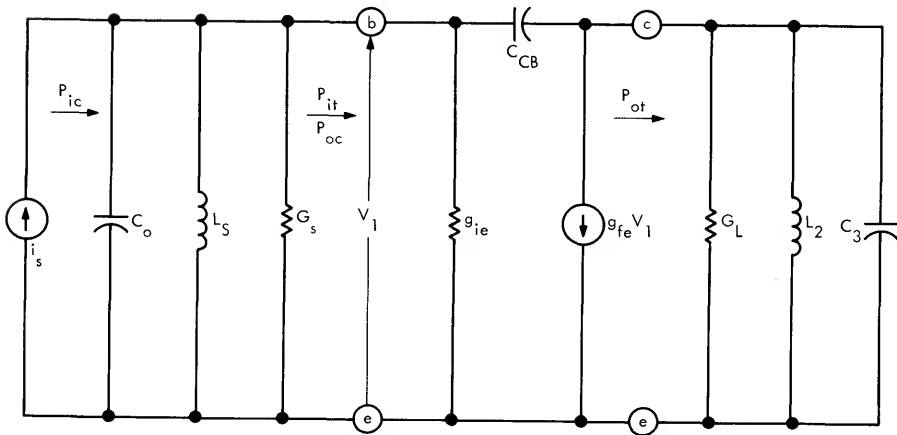 b
c
C_CB
P_ic
P_it
P_oc
P_ot
i_s
C_o
L_S
G_s
V_1
g_ie
g_fe V_1
G_L
L_2
C_3
e
e